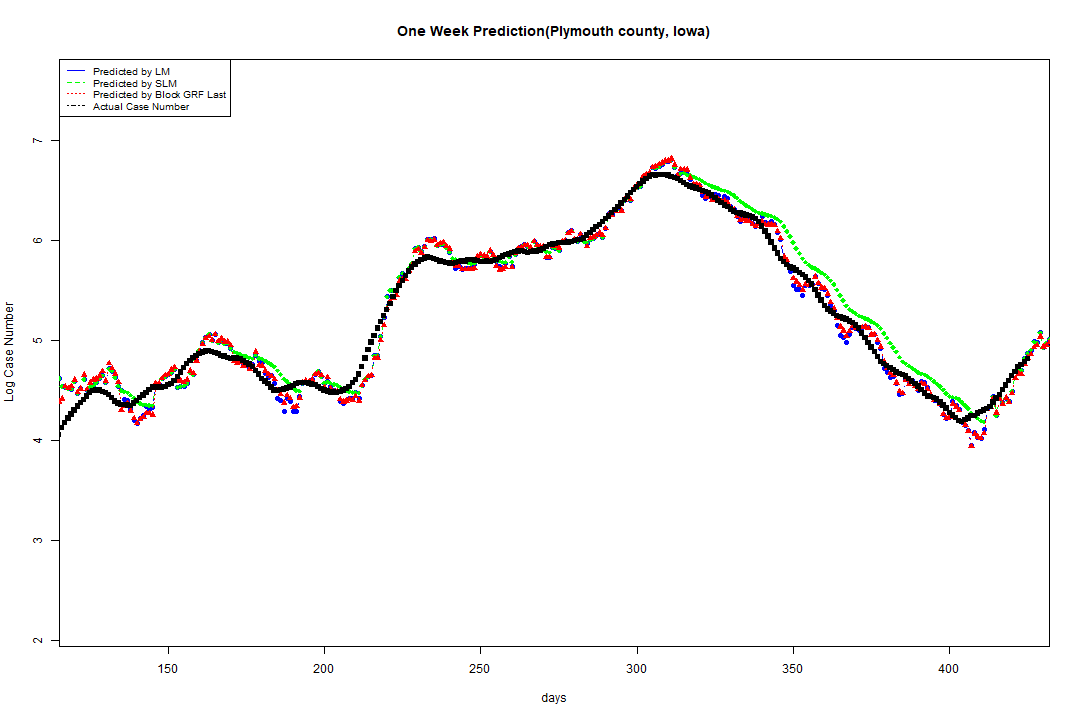 One Week Prediction(Plymouth county, Iowa)
Predicted by LM
Predicted by SLM
Predicted by Block GRF Last
Actual Case Number
Log Case Number
7
6
5
4
3
2
150 200 250 300 350 400
days